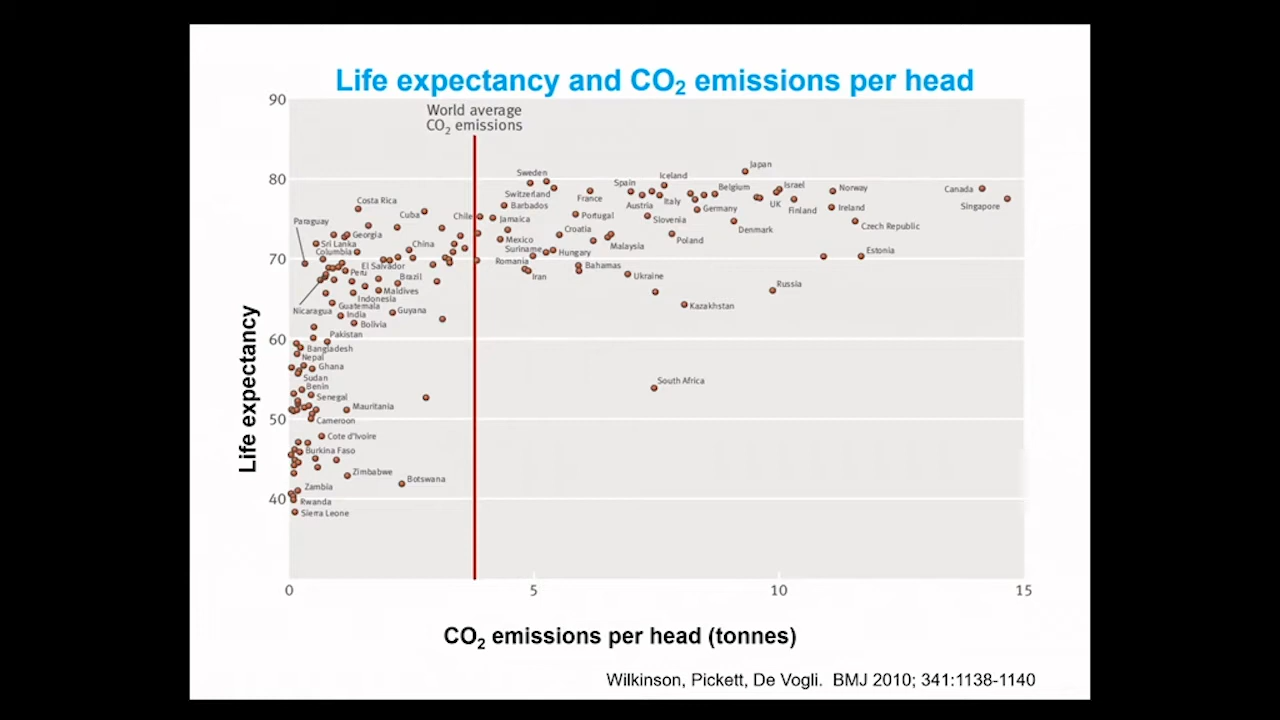 Life expectancy and CO₂ emissions per head
World average
CO₂ emissions
90
80
70
60
50
40
Life expectancy
Japan
Sweden
Iceland
Spain
Switzerland
Belgium
Israel
Norway
Canada
France
Italy
UK
Costa Rica
Barbados
Austria
Germany
Finland
Ireland
Singapore
Cuba
Chile
Jamaica
Portugal
Slovenia
Paraguay
Georgia
Croatia
Denmark
Czech Republic
Sri Lanka
China
Mexico
Malaysia
Poland
Columbia
Suriname
Hungary
Estonia
El Salvador
Romania
Bahamas
Peru
Brazil
Iran
Ukraine
Maldives
Russia
Indonesia
Nicaragua
Guatemala
Guyana
Kazakhstan
India
Bolivia
Pakistan
Bangladesh
Nepal
Ghana
Sudan
South Africa
Benin
Senegal
Mauritania
Cameroon
Cote d'Ivoire
Burkina Faso
Zimbabwe
Botswana
Zambia
Rwanda
Sierra Leone
0 5 10 15
CO₂ emissions per head (tonnes)
Wilkinson, Pickett, De Vogli. BMJ 2010; 341:1138-1140